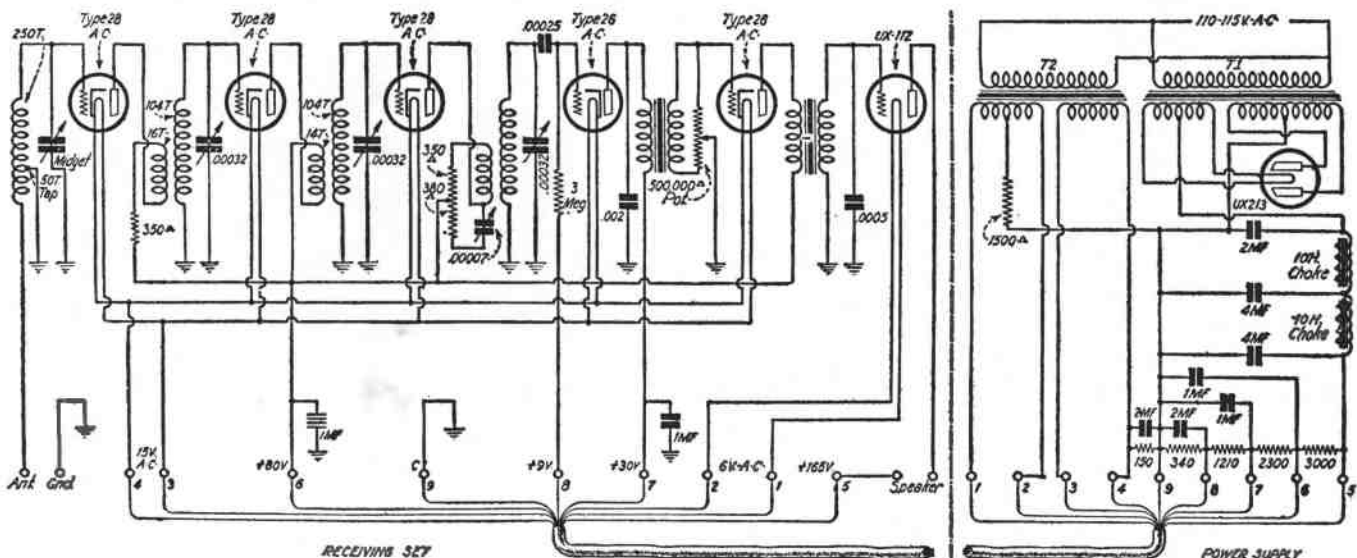 250T.
Type 28
A.C.
Type 28
A.C.
Type 28
A.C.
.00025
Type 26
A.C.
Type 26
A.C.
UX-112
110-115V.-A-C.
T2
T1
Midget
50T
Tap
104T
16T
.00032
350Ω
104T
14T
.00032
350
380
.00007
.00032
3
Meg
.002
500,000Ω
Pot.
.0005
1500Ω
UX213
2MF
10H.
Choke
4MF
4MF
Choke
1MF
1MF
2MF
2MF
150
340
1210
2300
3000
1MF
1MF
Ant
Gnd
15V
A.C.
+80V
C
+9V
+30V
6V.-A-C
+165V
Speaker
4
3
6
9
8
7
2
1
5
1
2
3
4
9
8
7
6
5
RECEIVING SET
POWER SUPPLY